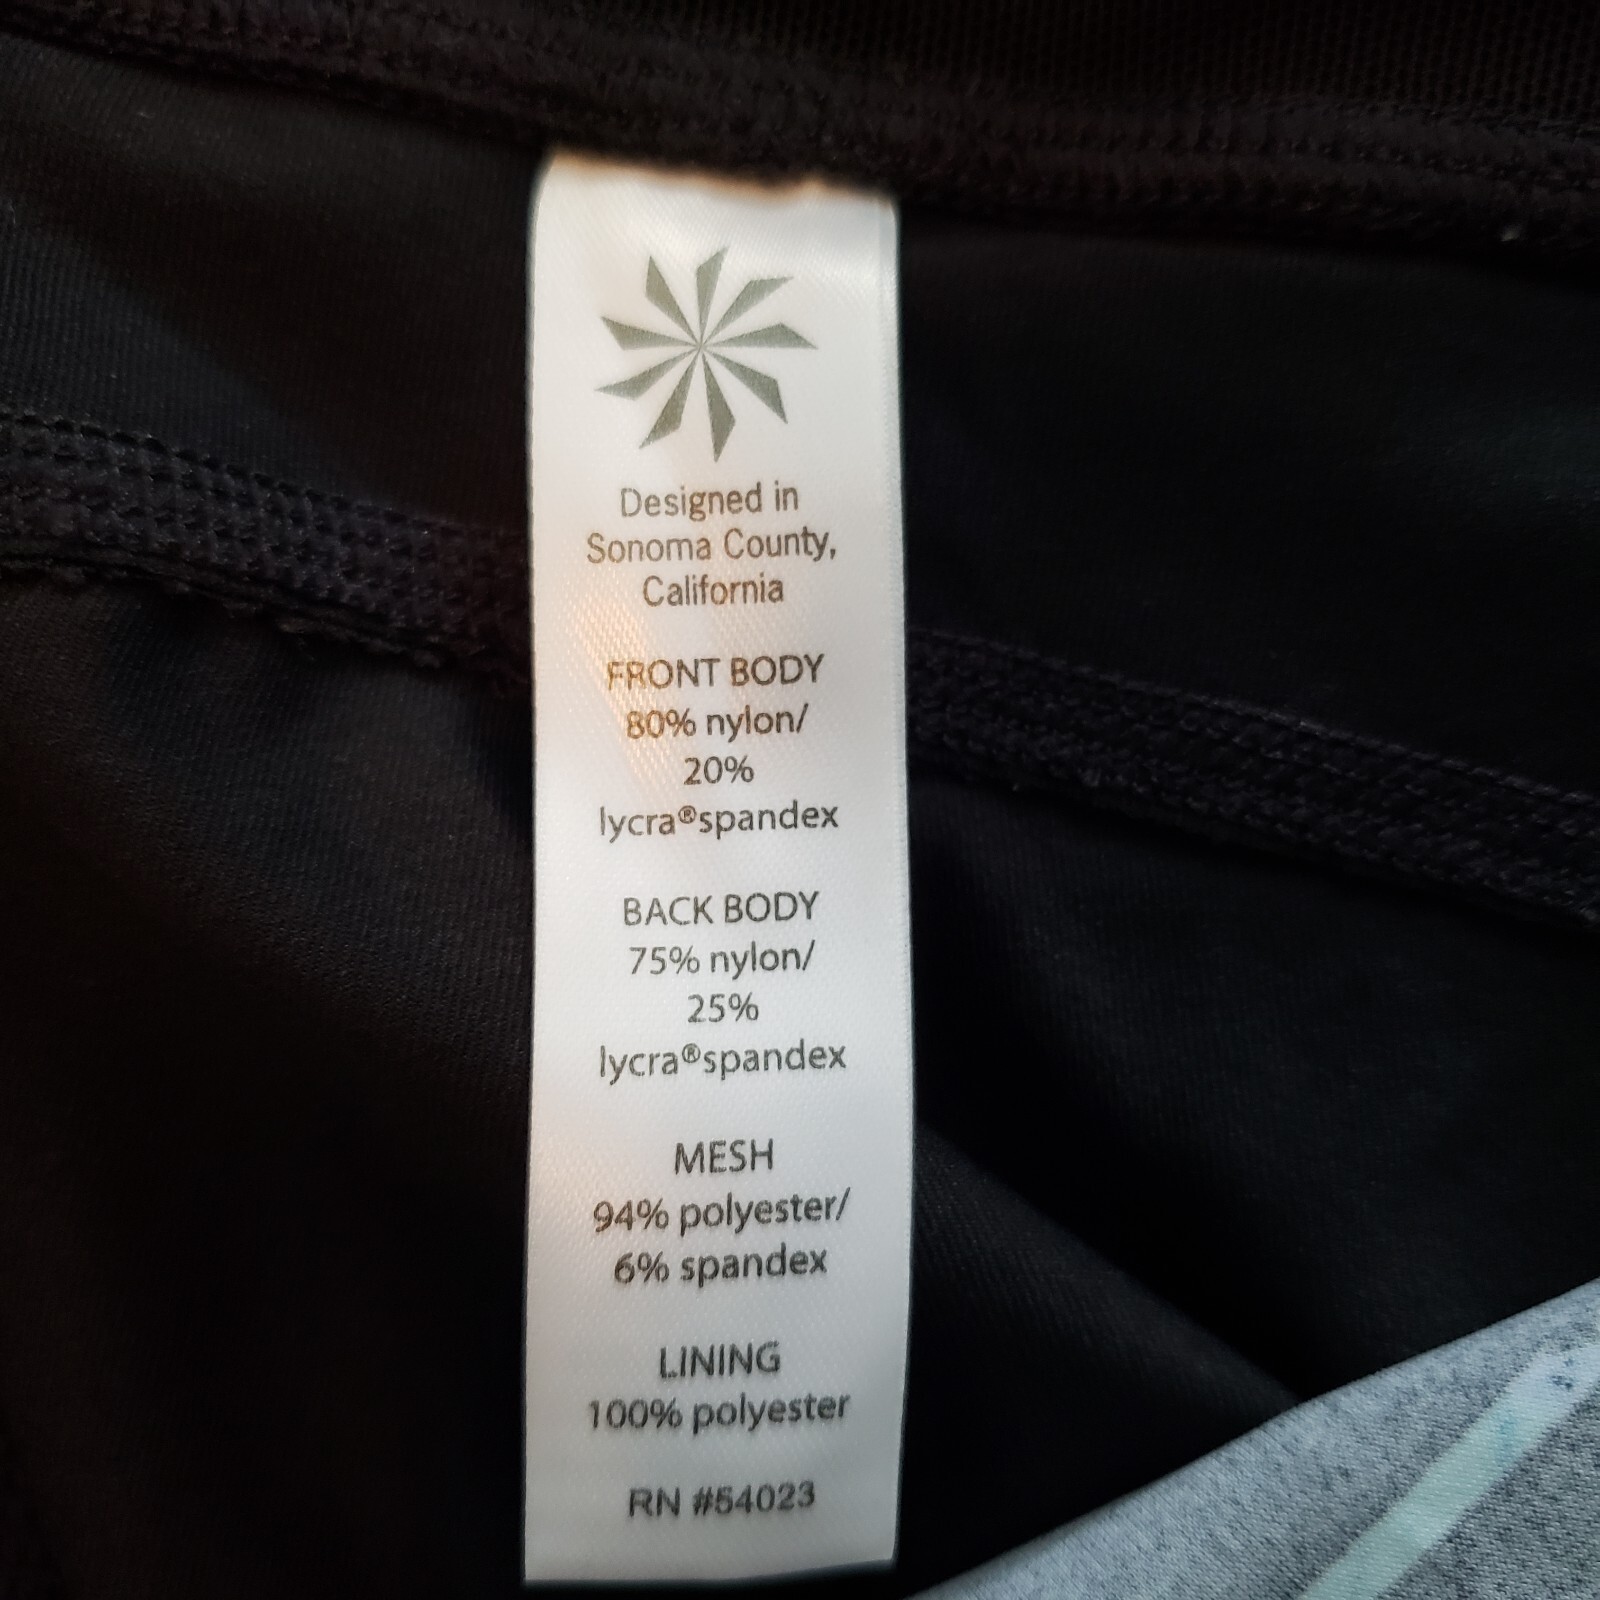 Designed in
Sonoma County,
California
FRONT BODY
80% nylon/
20%
lycra®spandex
BACK BODY
75% nylon/
25%
lycra®spandex
MESH
94% polyester/
6% spandex
LINING
100% polyester
RN #54023